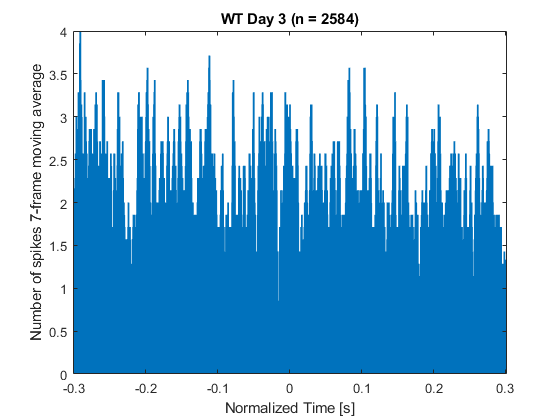 WT Day 3 (n = 2584)
Number of spikes 7-frame moving average
4
3.5
3
2.5
2
1.5
1
0.5
0
-0.3 -0.2 -0.1 0 0.1 0.2 0.3
Normalized Time [s]